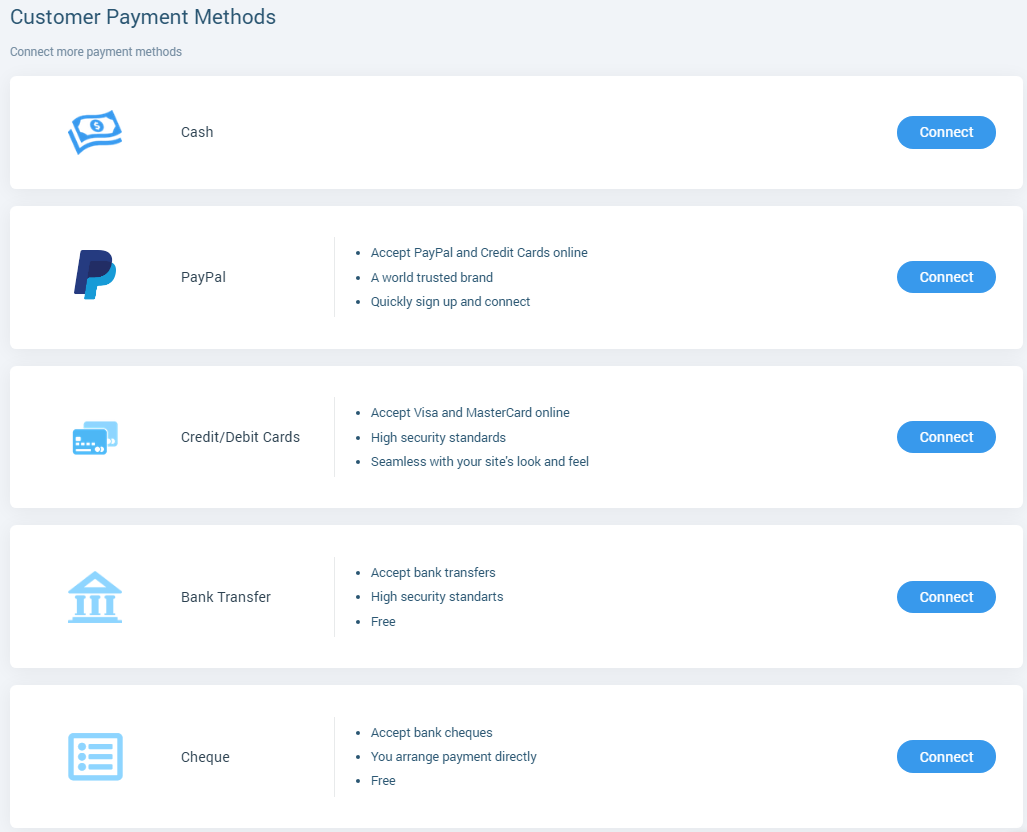 Customer Payment Methods
Connect more payment methods
Cash
Connect
PayPal
Accept PayPal and Credit Cards online
A world trusted brand
Quickly sign up and connect
Connect
Credit/Debit Cards
Accept Visa and MasterCard online
High security standards
Seamless with your site's look and feel
Connect
Bank Transfer
Accept bank transfers
High security standarts
Free
Connect
Cheque
Accept bank cheques
You arrange payment directly
Free
Connect